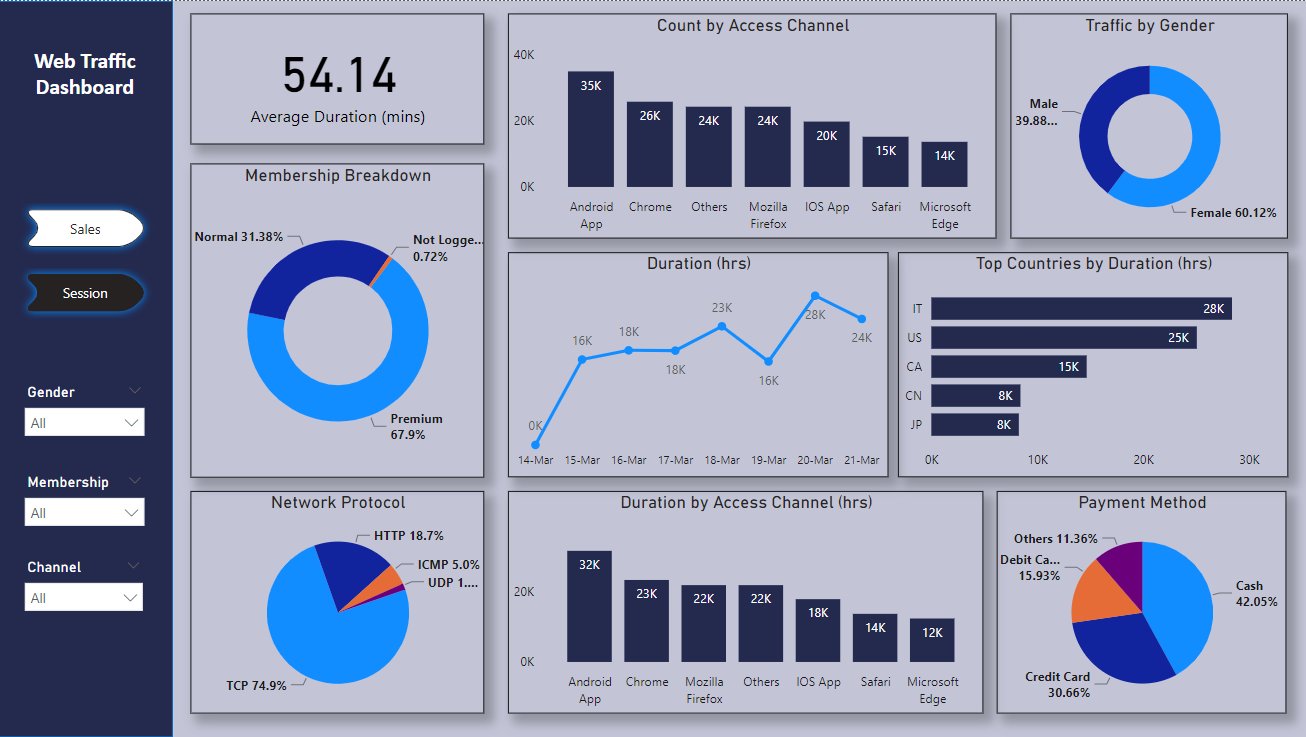 Web Traffic
Dashboard
Sales
Session
Gender
All
Membership
All
Channel
All
54.14
Average Duration (mins)
Count by Access Channel
40K
20K
0K
35K
26K
24K
24K
20K
15K
14K
Android
App
Chrome
Others
Mozilla
Firefox
IOS App
Safari
Microsoft
Edge
Traffic by Gender
Male
39.88...
Female 60.12%
Membership Breakdown
Normal 31.38%
Not Logge...
0.72%
Premium
67.9%
Duration (hrs)
0K
16K
18K
18K
23K
16K
28K
24K
14-Mar
15-Mar
16-Mar
17-Mar
18-Mar
19-Mar
20-Mar
21-Mar
Top Countries by Duration (hrs)
IT
28K
US
25K
CA
15K
CN
8K
JP
8K
0K
10K
20K
30K
Network Protocol
HTTP 18.7%
ICMP 5.0%
UDP 1....
TCP 74.9%
Duration by Access Channel (hrs)
20K
0K
32K
23K
22K
22K
18K
14K
12K
Android
App
Chrome
Mozilla
Firefox
Others
IOS App
Safari
Microsoft
Edge
Payment Method
Others 11.36%
Debit Ca...
15.93%
Cash
42.05%
Credit Card
30.66%